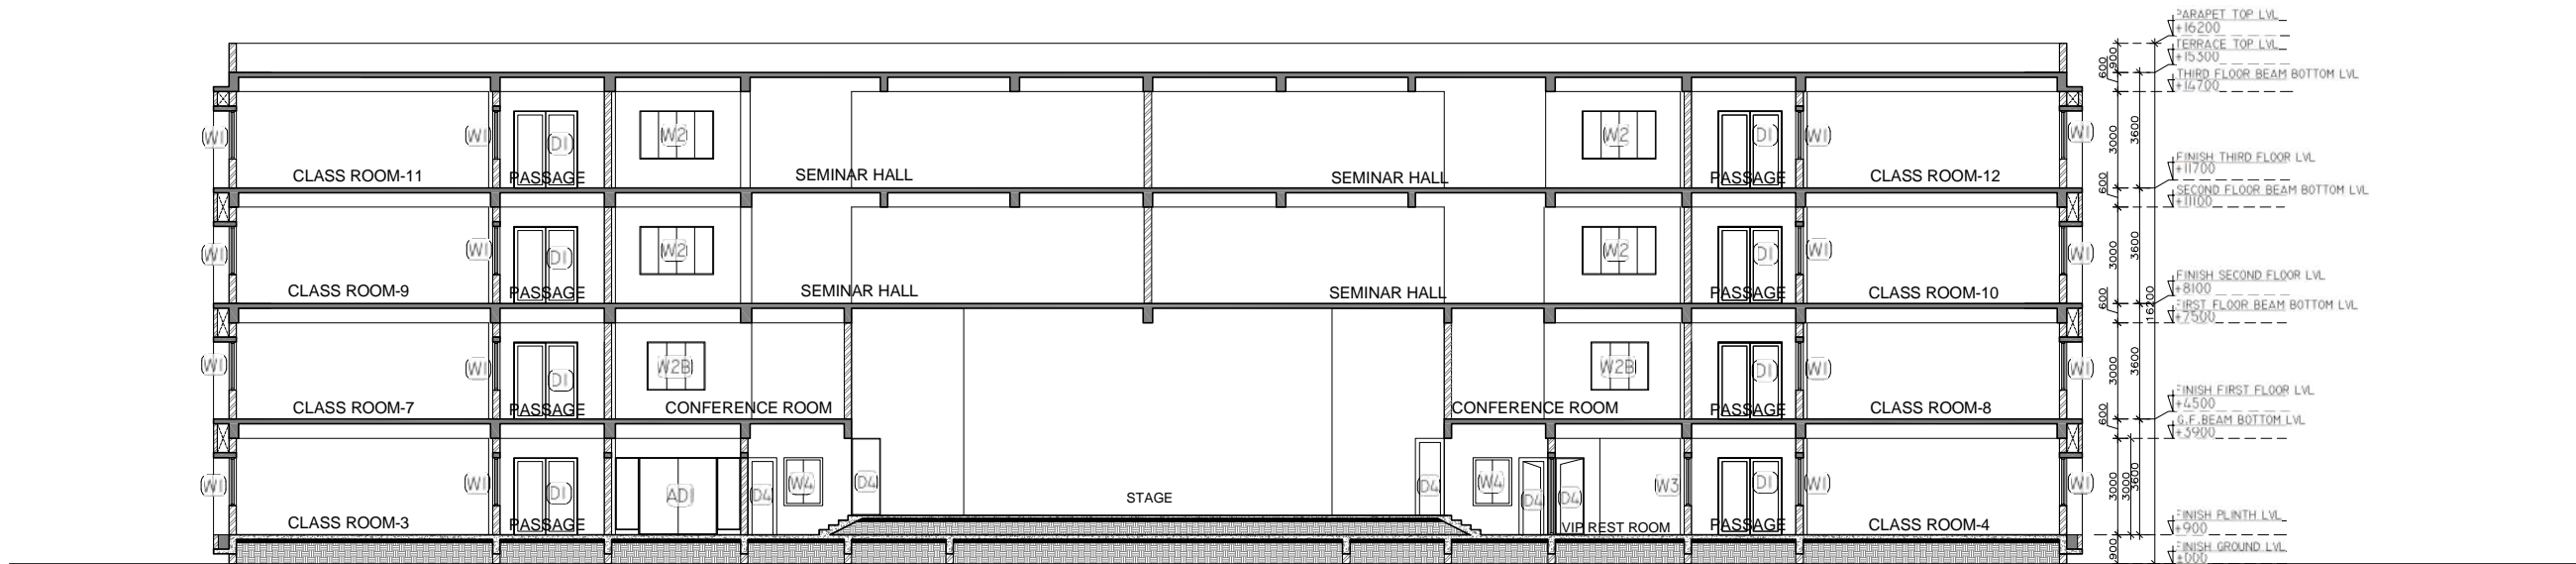 PARAPET TOP LVL
+16200
TERRACE TOP LVL
+15300
THIRD FLOOR BEAM BOTTOM LVL
+14700
900
600
W1
W1
D1
W2
W2
D1
W1
W1
3000
3600
CLASS ROOM-11
PASSAGE
SEMINAR HALL
SEMINAR HALL
PASSAGE
CLASS ROOM-12
FINISH THIRD FLOOR LVL
+11700
600
SECOND FLOOR BEAM BOTTOM LVL
+11100
W1
W1
D1
W2
W2
D1
W1
W1
3000
3600
CLASS ROOM-9
PASSAGE
SEMINAR HALL
SEMINAR HALL
PASSAGE
CLASS ROOM-10
FINISH SECOND FLOOR LVL
+8100
600
16200
FIRST FLOOR BEAM BOTTOM LVL
+7500
W1
W1
D1
W2B
W2B
D1
W1
W1
3000
3600
CLASS ROOM-7
PASSAGE
CONFERENCE ROOM
CONFERENCE ROOM
PASSAGE
CLASS ROOM-8
FINISH FIRST FLOOR LVL
+4500
600
G.F.BEAM BOTTOM LVL
+3900
W1
W1
D1
AD1
D4
W4
D4
STAGE
D4
W4
D4
D4
W3
D1
W1
W1
3000
3000
3600
CLASS ROOM-3
PASSAGE
VIP REST ROOM
PASSAGE
CLASS ROOM-4
FINISH PLINTH LVL
+900
900
FINISH GROUND LVL
±000